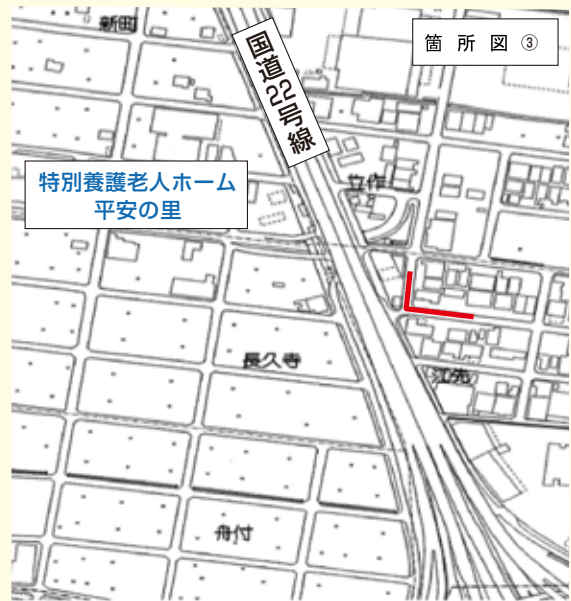 新田
箇所図③
国道22号線
特別養護老人ホーム
平安の里
立作
長久寺
江先
舟付